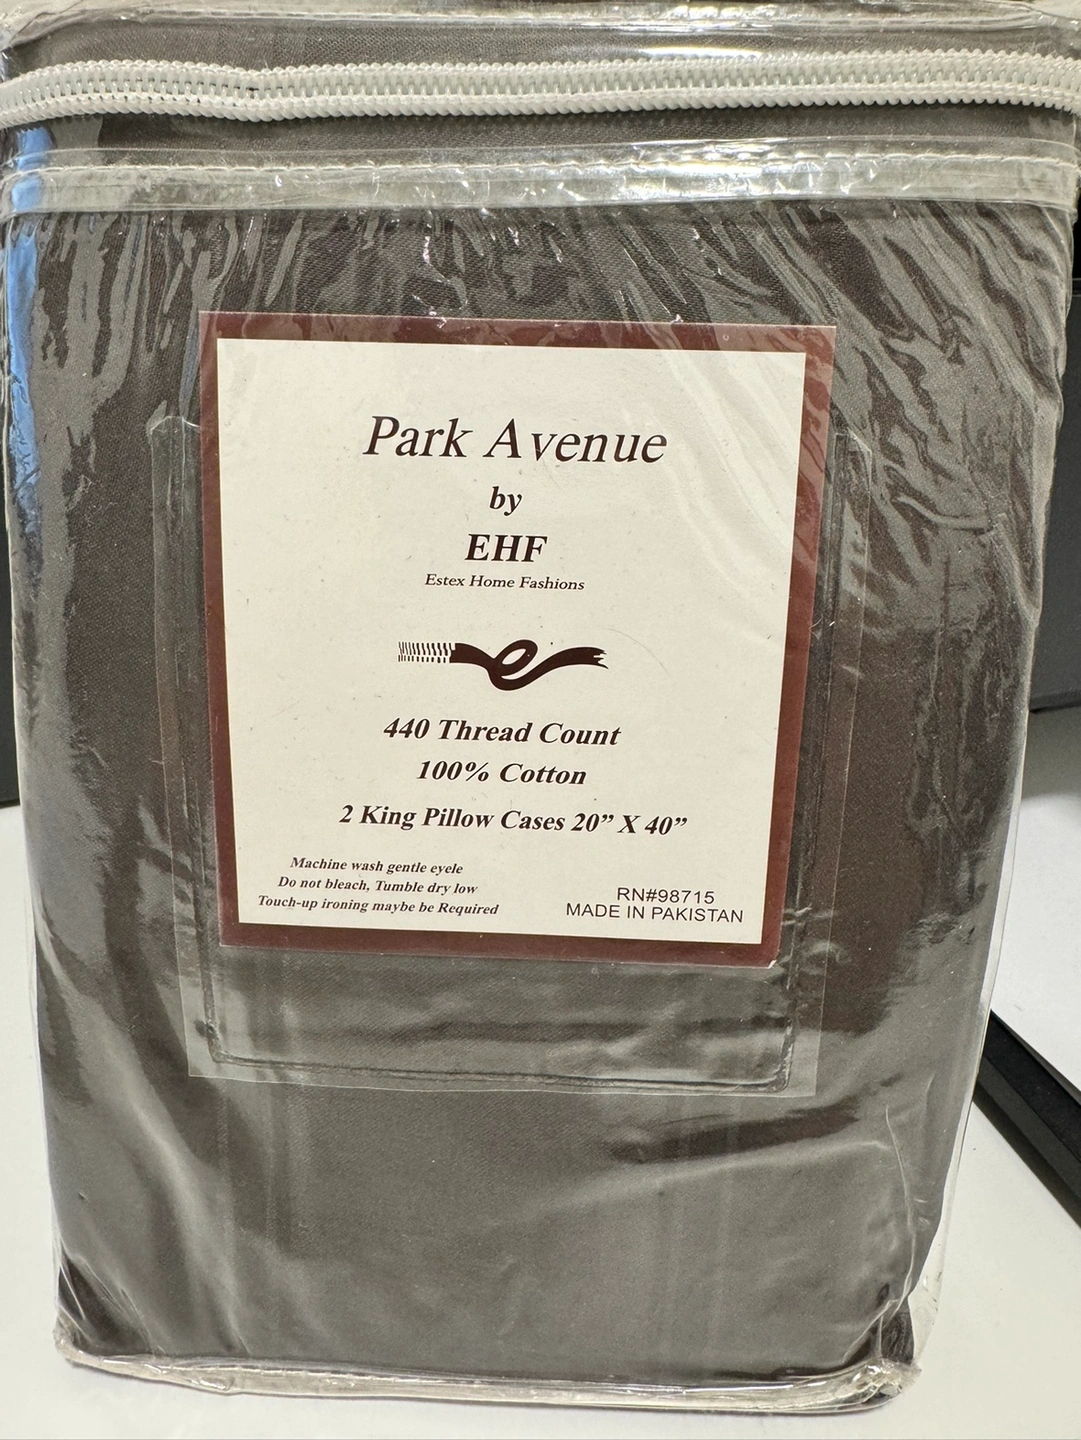 Park Avenue
by
EHF
Estex Home Fashions
440 Thread Count
100% Cotton
2 King Pillow Cases 20” X 40”
Machine wash gentle eyele
Do not bleach, Tumble dry low
Touch-up ironing maybe be Required
RN#98715
MADE IN PAKISTAN